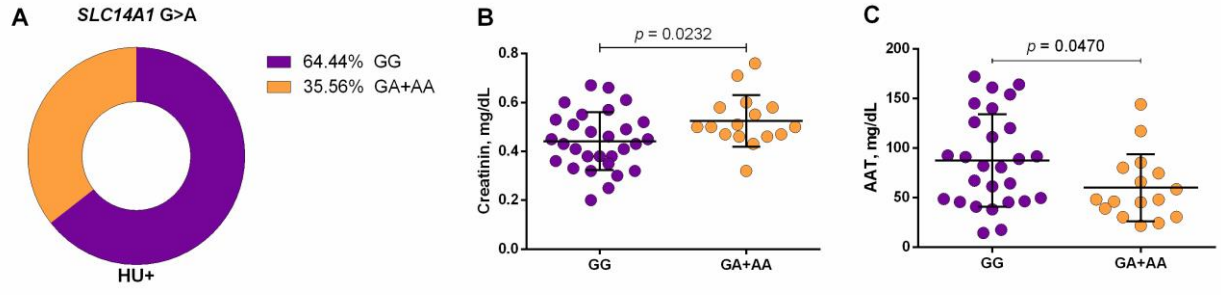 A
SLC14A1 G>A
64.44% GG
35.56% GA+AA
HU+
B
p = 0.0232
Creatinin, mg/dL
0.8
0.6
0.4
0.2
0.0
GG
GA+AA
C
p = 0.0470
AAT, mg/dL
200
150
100
50
0
GG
GA+AA